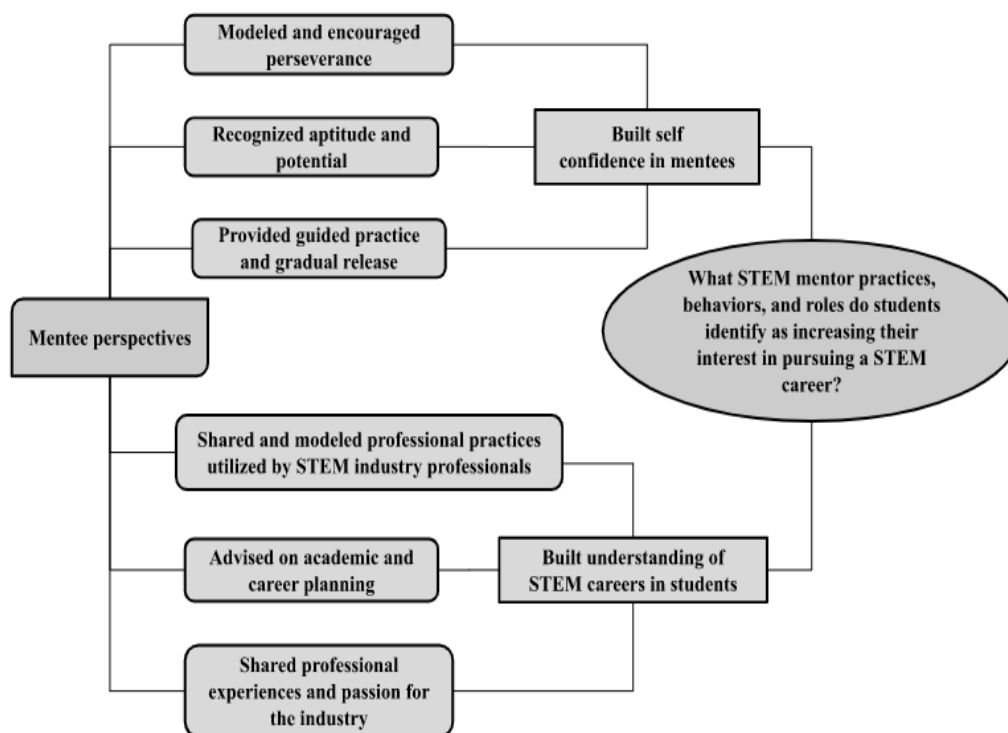 Modeled and encouraged
perseverance
Recognized aptitude and
potential
Built self
confidence in mentees
Provided guided practice
and gradual release
What STEM mentor practices,
behaviors, and roles do students
identify as increasing their
interest in pursuing a STEM
career?
Mentee perspectives
Shared and modeled professional practices
utilized by STEM industry professionals
Advised on academic and
career planning
Built understanding of
STEM careers in students
Shared professional
experiences and passion for
the industry